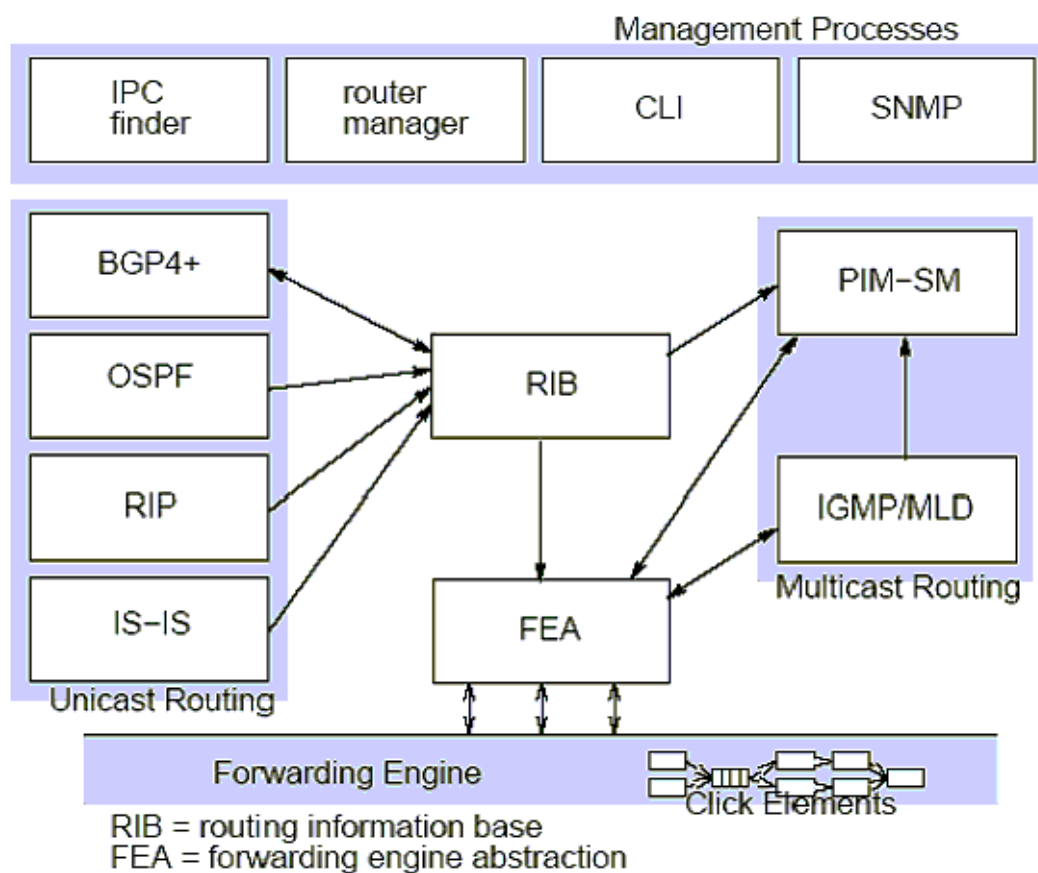 Management Processes
IPC
finder
router
manager
CLI
SNMP
BGP4+
OSPF
RIP
IS−IS
Unicast Routing
RIB
FEA
PIM−SM
IGMP/MLD
Multicast Routing
Forwarding Engine
Click Elements
RIB = routing information base
FEA = forwarding engine abstraction